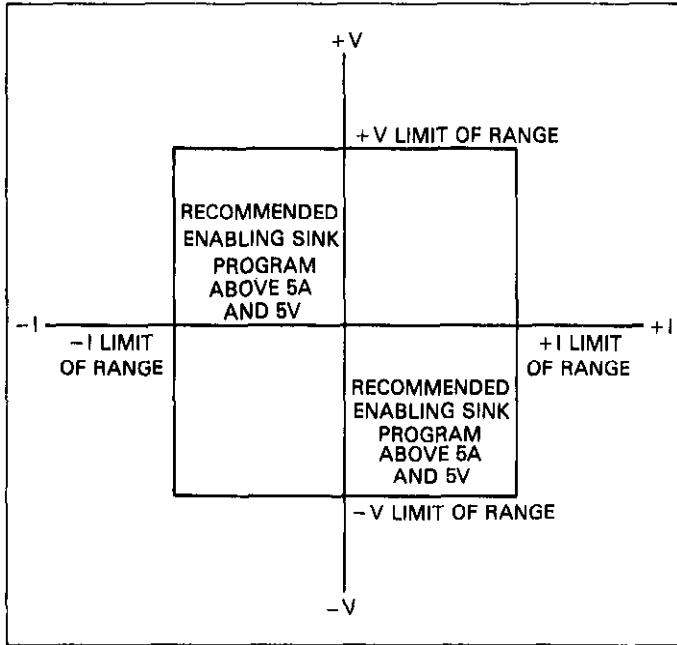 +V
+V LIMIT OF RANGE
RECOMMENDED
ENABLING SINK
PROGRAM
ABOVE 5A
AND 5V
-I
+I
-I LIMIT
OF RANGE
+I LIMIT
OF RANGE
RECOMMENDED
ENABLING SINK
PROGRAM
ABOVE 5A
AND 5V
-V LIMIT OF RANGE
-V